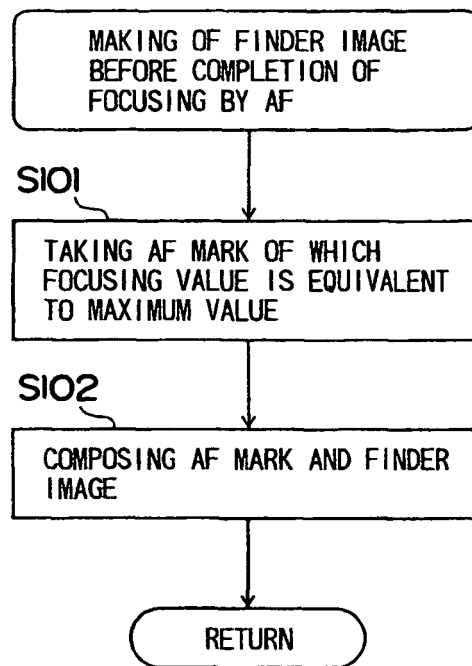 MAKING OF FINDER IMAGE
BEFORE COMPLETION OF
FOCUSING BY AF
S101
TAKING AF MARK OF WHICH
FOCUSING VALUE IS EQUIVALENT
TO MAXIMUM VALUE
S102
COMPOSING AF MARK AND FINDER
IMAGE
RETURN